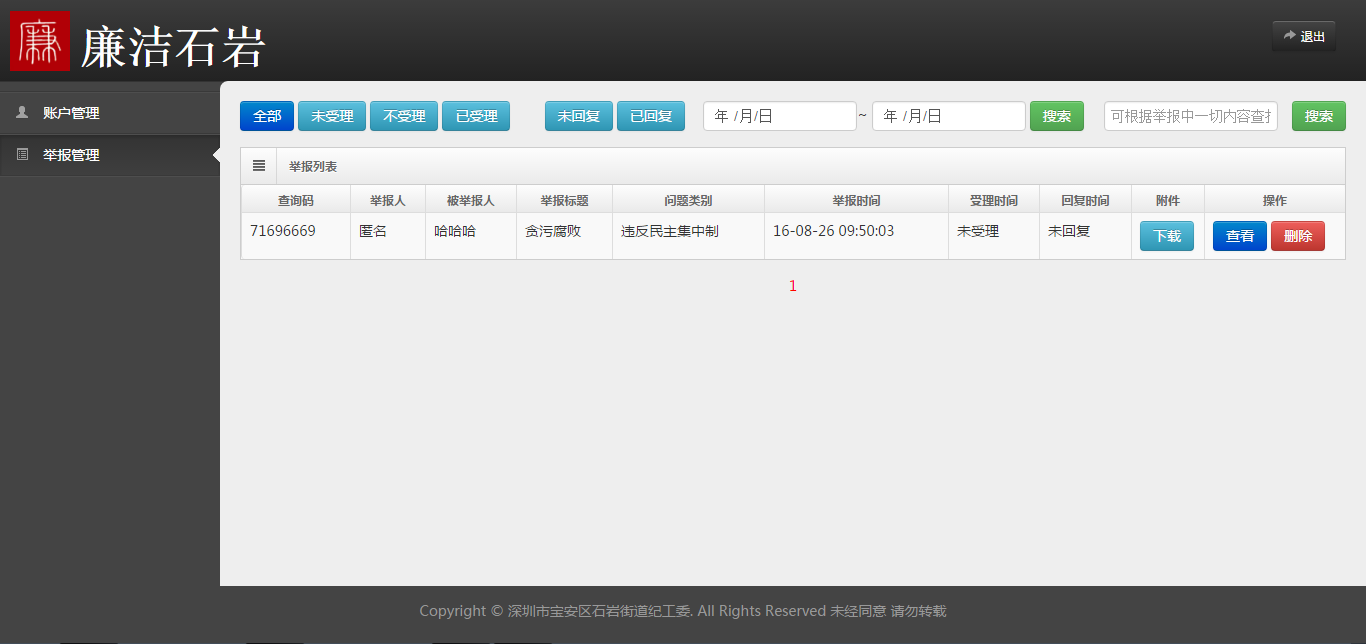 廉 廉洁石岩
退出
账户管理
举报管理
全部 未受理 不受理 已受理 未回复 已回复 年 /月/日 ~ 年 /月/日 搜索 可根据举报中一切内容查找 搜索
举报列表
查询码 举报人 被举报人 举报标题 问题类别 举报时间 受理时间 回复时间 附件 操作
71696669 匿名 哈哈哈 贪污腐败 违反民主集中制 16-08-26 09:50:03 未受理 未回复 下载 查看 删除
1
Copyright © 深圳市宝安区石岩街道纪工委. All Rights Reserved 未经同意 请勿转载